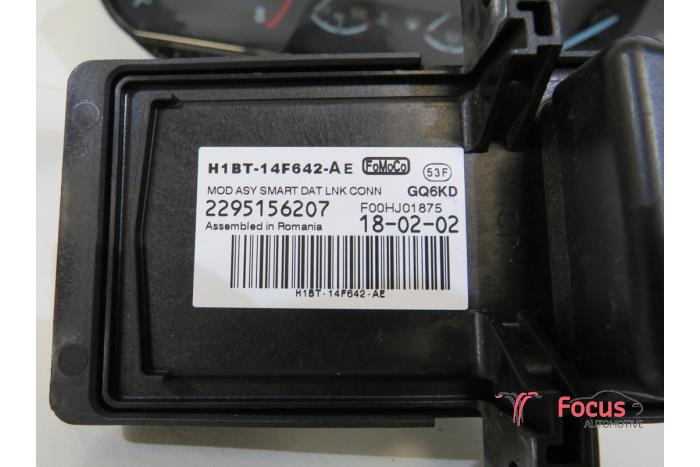 H1BT-14F642-AE FoMoCo 53F
MOD ASY SMART DAT LNK CONN GQ6KD
2295156207 F00HJ01875
Assembled in Romania 18-02-02
H1BT-14F642-AE
Focus
AUTOMOTIVE